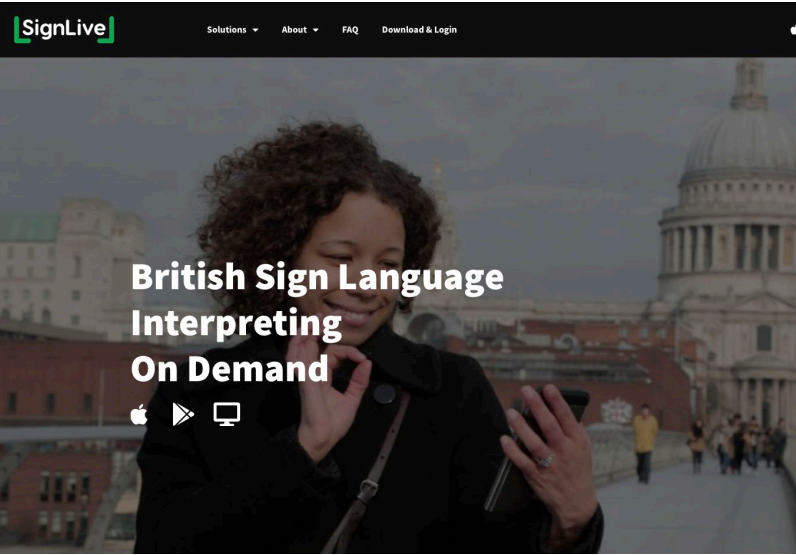 SignLive
Solutions About FAQ Download & Login
British Sign Language
Interpreting
On Demand